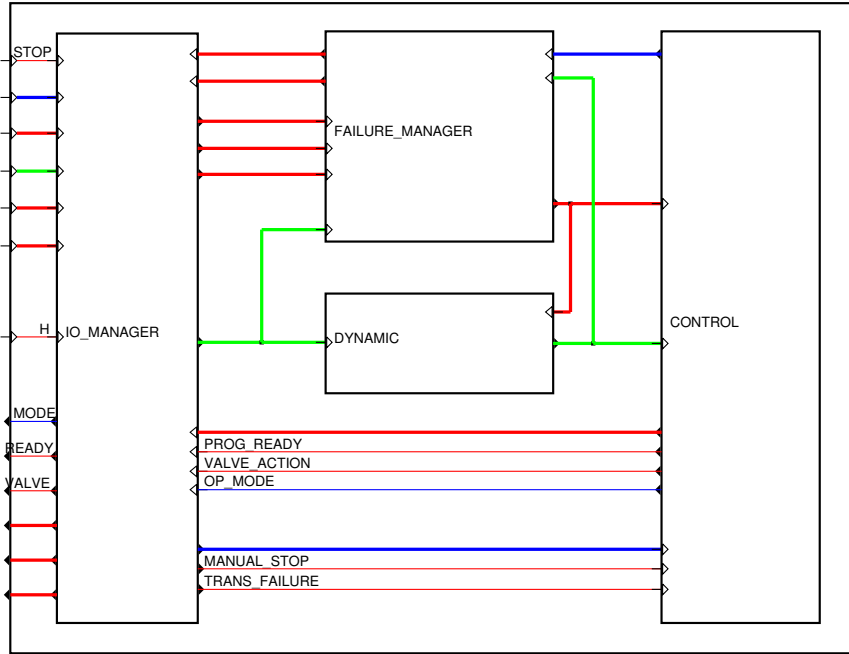 STOP
FAILURE_MANAGER
H
IO_MANAGER
DYNAMIC
CONTROL
MODE
READY
PROG_READY
VALVE_ACTION
VALVE
OP_MODE
MANUAL_STOP
TRANS_FAILURE